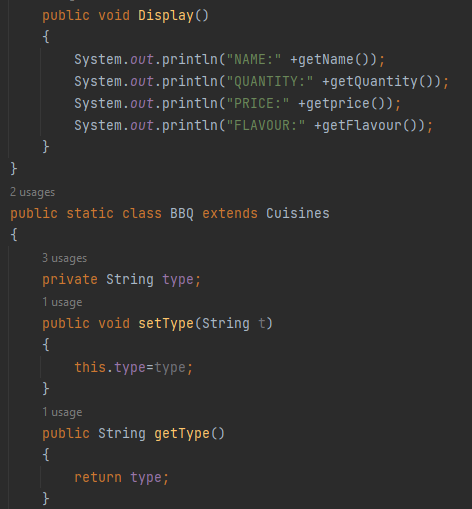 public void Display()
{
System.out.println("NAME:" +getName());
System.out.println("QUANTITY:" +getQuantity());
System.out.println("PRICE:" +getprice());
System.out.println("FLAVOUR:" +getFlavour());
}
}
2 usages
public static class BBQ extends Cuisines
{
3 usages
private String type;
1 usage
public void setType(String t)
{
this.type=type;
}
1 usage
public String getType()
{
return type;
}